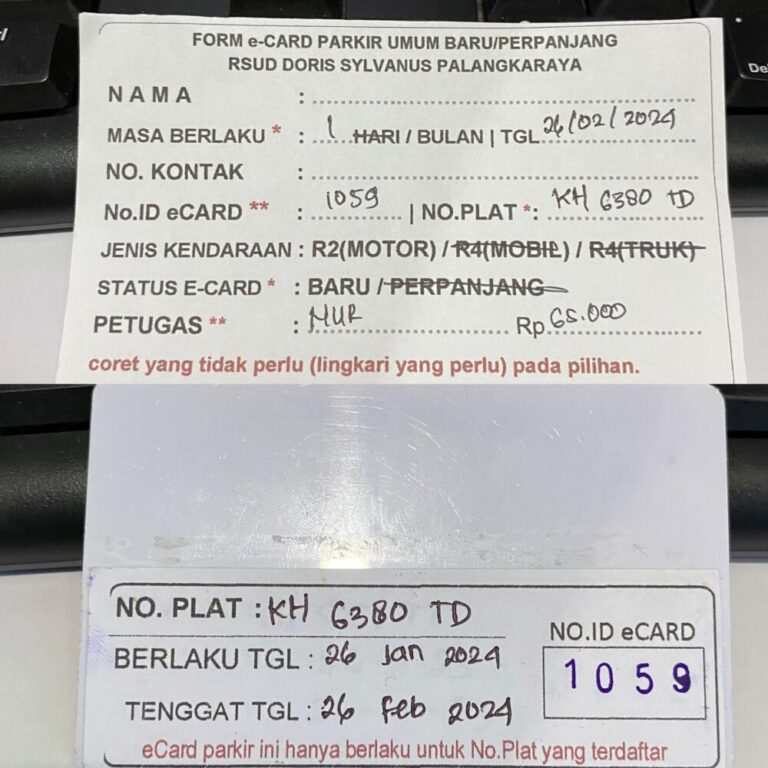 FORM e-CARD PARKIR UMUM BARU/PERPANJANG
RSUD DORIS SYLVANUS PALANGKARAYA
NAMA :
MASA BERLAKU * : 1 HARI / BULAN | TGL 26/02/2024
NO. KONTAK :
No.ID eCARD ** : 1059 | NO.PLAT *: KH 6380 TD
JENIS KENDARAAN : R2(MOTOR) / R4(MOBIL) / R4(TRUK)
STATUS E-CARD * : BARU / PERPANJANG
PETUGAS ** : MUR Rp 65.000
coret yang tidak perlu (lingkari yang perlu) pada pilihan.
NO. PLAT : KH 6380 TD
BERLAKU TGL : 26 Jan 2024
TENGGAT TGL : 26 Feb 2024
NO.ID eCARD
1059
eCard parkir ini hanya berlaku untuk No.Plat yang terdaftar